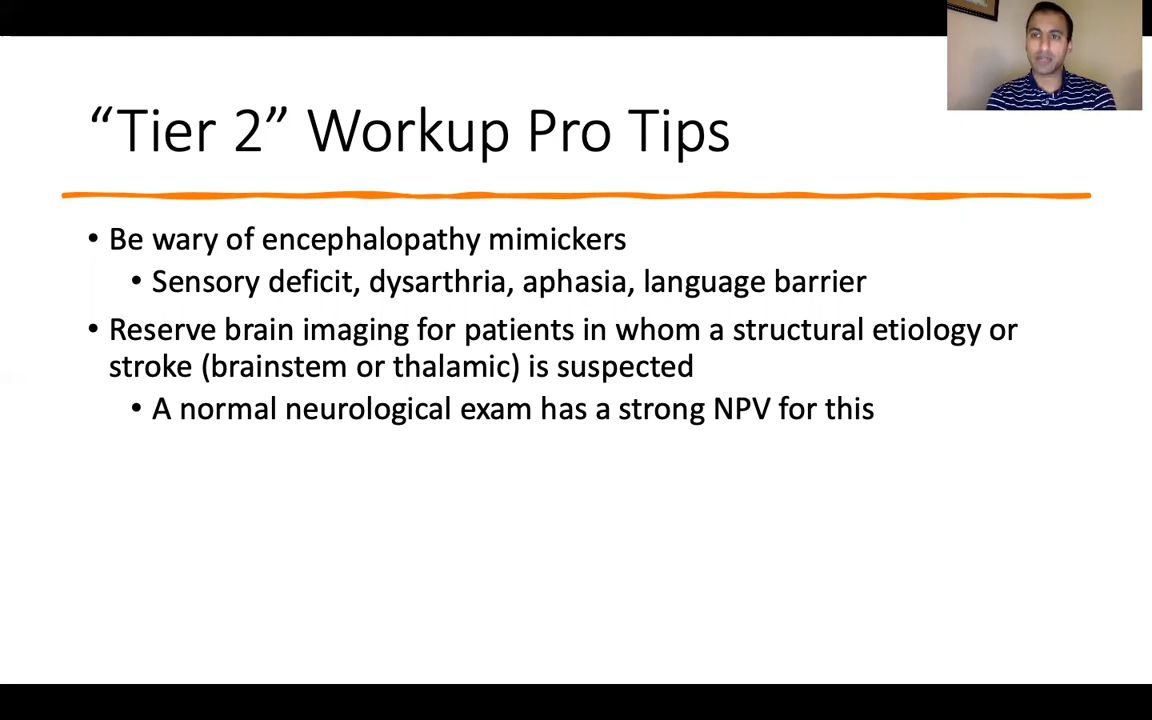 “Tier 2” Workup Pro Tips
• Be wary of encephalopathy mimickers
• Sensory deficit, dysarthria, aphasia, language barrier
• Reserve brain imaging for patients in whom a structural etiology or
stroke (brainstem or thalamic) is suspected
• A normal neurological exam has a strong NPV for this